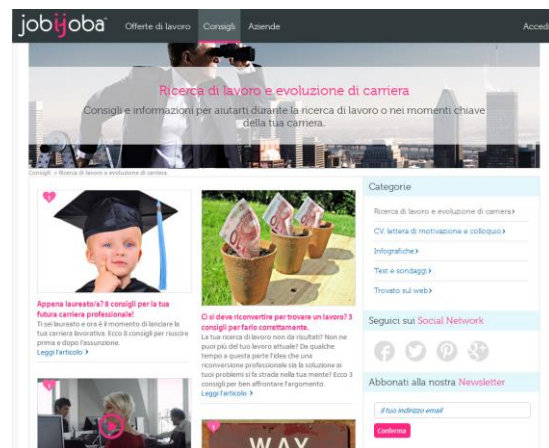 jobijoba
Offerte di lavoro
Consigli
Aziende
Accedi
Ricerca di lavoro e evoluzione di carriera
Consigli e informazioni per aiutarti durante la ricerca di lavoro o nei momenti chiave
della tua carriera.
Consigli > Ricerca di lavoro e evoluzione di carriera
Appena laureato/a? 8 consigli per la tua
futura carriera professionale!
Ti sei laureato e ora è il momento di lanciare la
tua carriera lavorativa. Ecco 8 consigli per riuscire
prima e dopo l'assunzione.
Leggi l'articolo >
Ci si deve riconvertire per trovare un lavoro? 3
consigli per farlo correttamente.
La tua ricerca di lavoro non da risultati? Non ne
puoi più del tuo lavoro attuale? Da qualche
tempo a questa parte l'idea che una
riconversione professionale sia la soluzione ai
tuoi problemi si fa strada nella tua mente? Ecco 3
consigli per ben affrontare l'argomento.
Leggi l'articolo >
WAY
Categorie
Ricerca di lavoro e evoluzione di carriera >
CV, lettera di motivazione e colloquio >
Infografiche >
Test e sondaggi >
Trovato sul web >
Seguici sui Social Network
Abbonati alla nostra Newsletter
Il tuo indirizzo email
Conferma